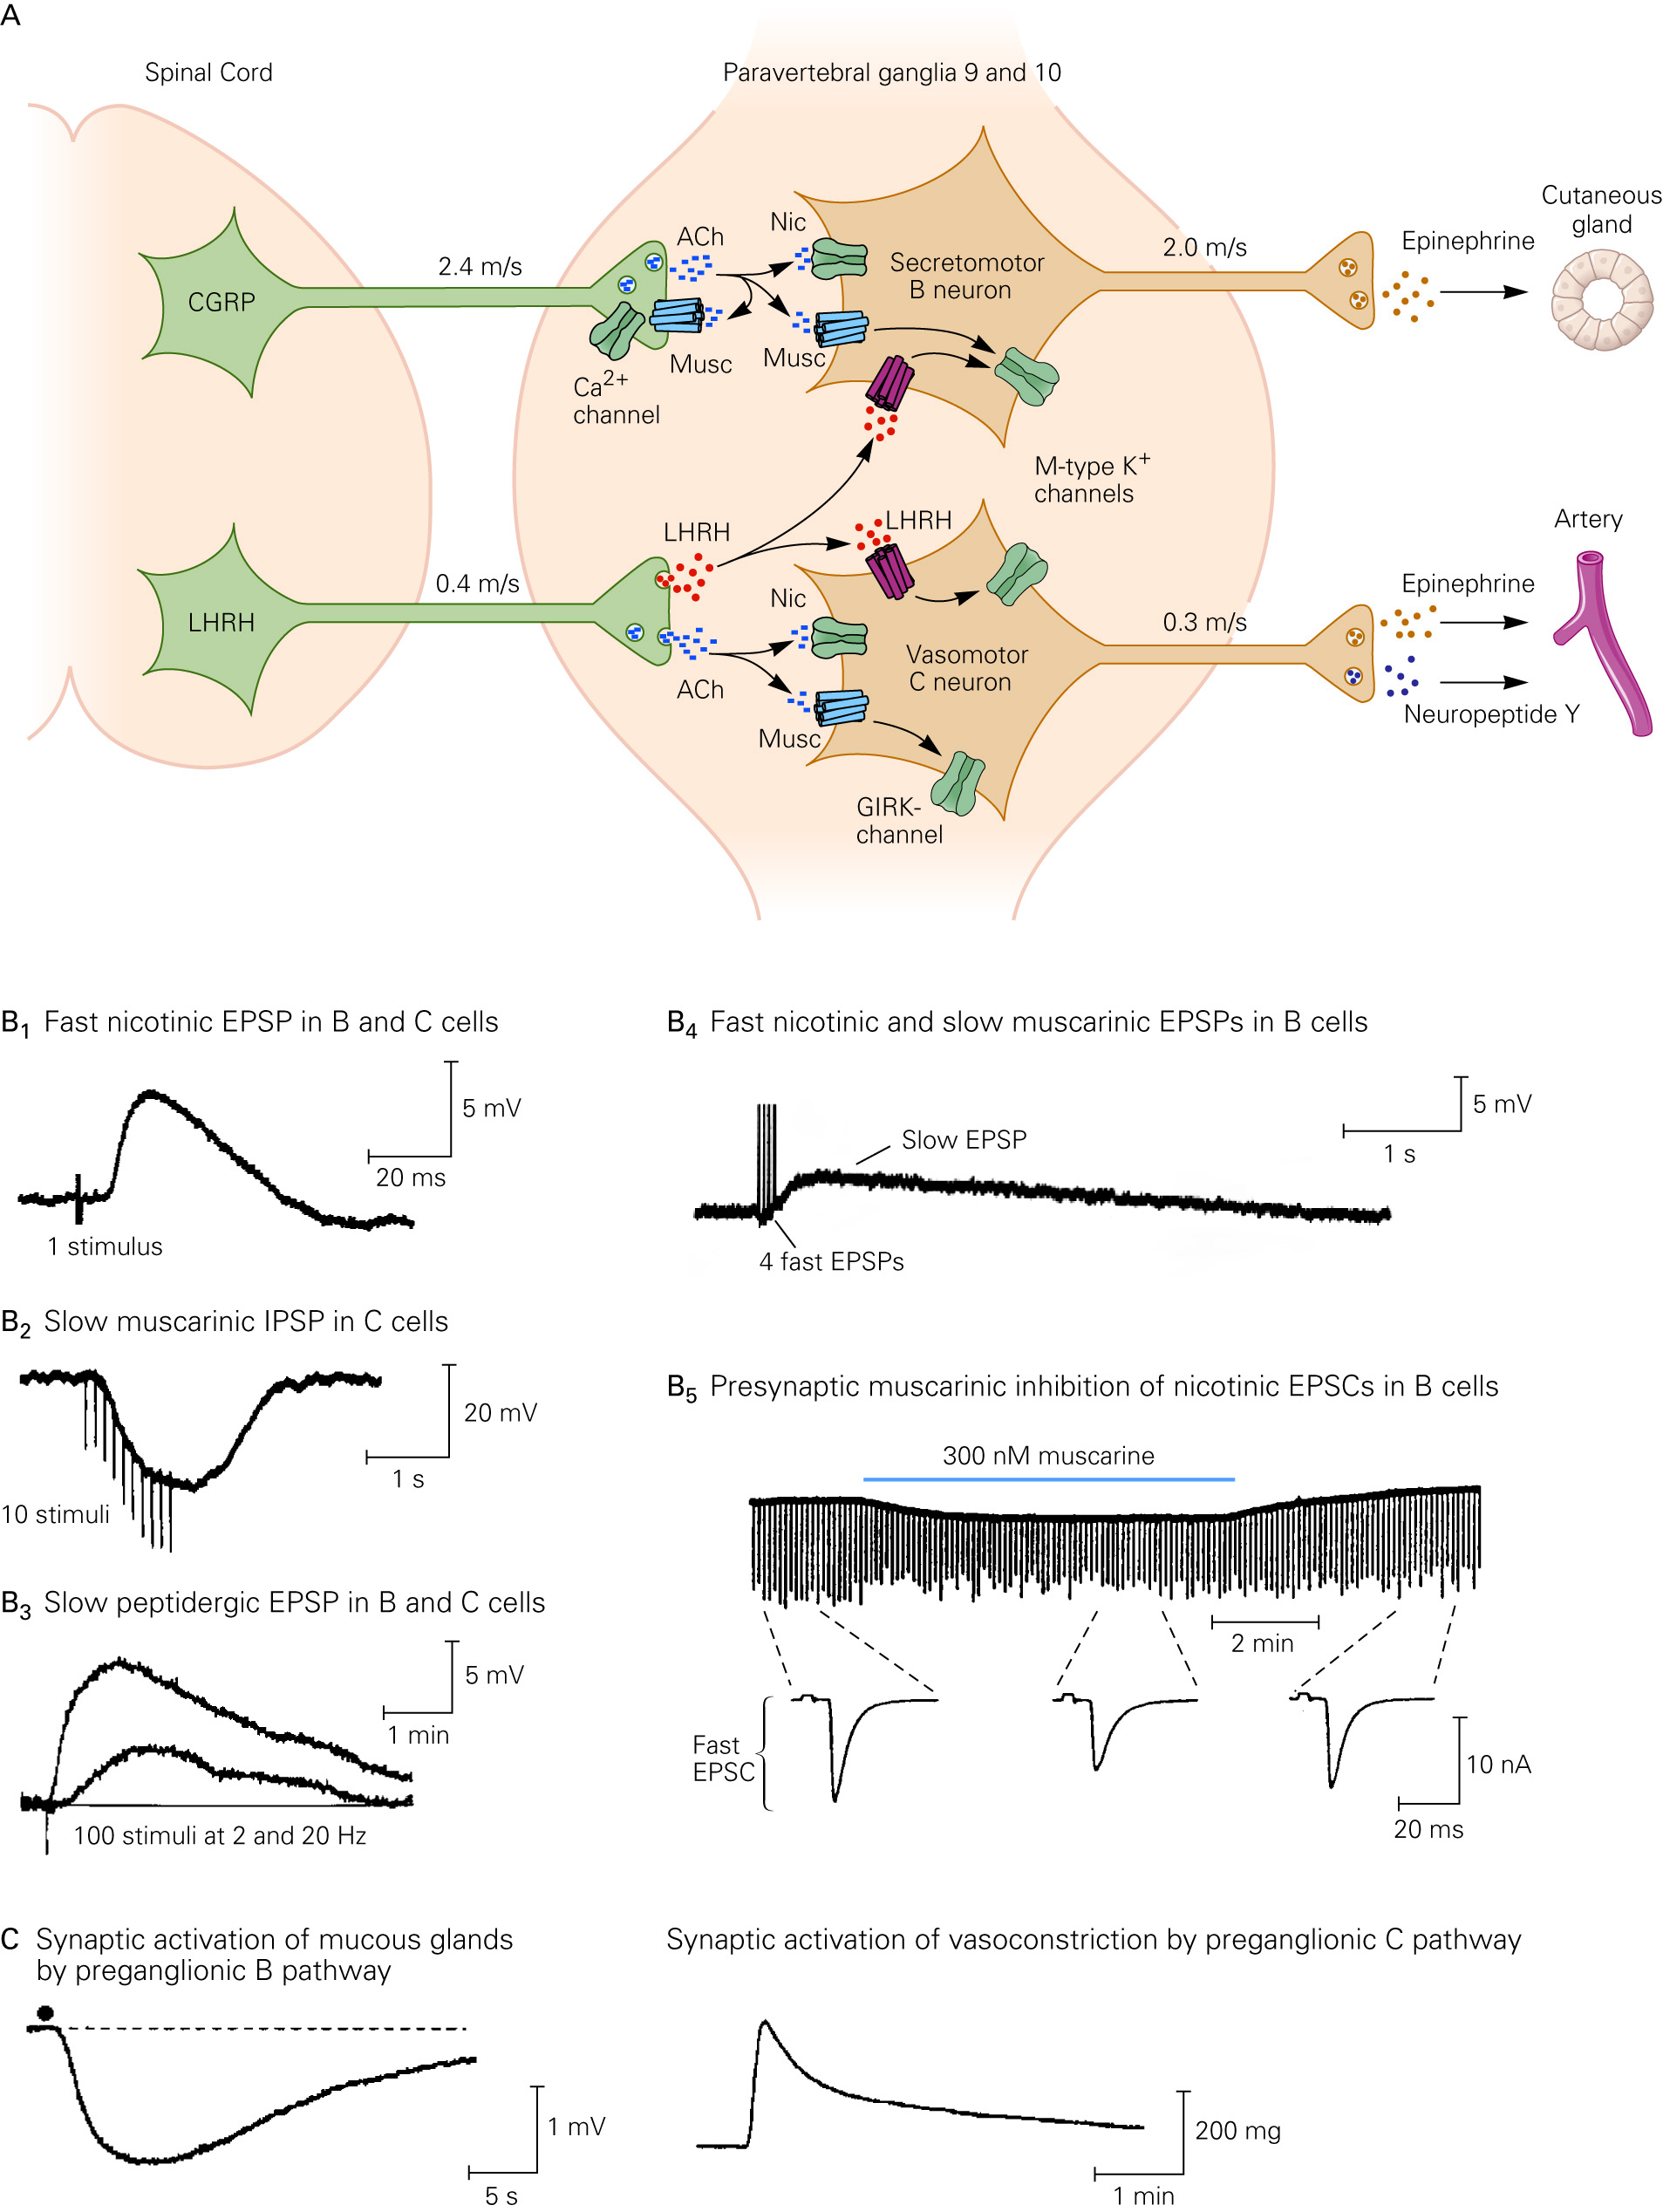 A
Spinal Cord
Paravertebral ganglia 9 and 10
Cutaneous
gland
ACh
Nic
2.4 m/s
Secretomotor
B neuron
2.0 m/s
Epinephrine
CGRP
Musc
Musc
Ca2+
channel
M-type K+
channels
LHRH
LHRH
Artery
0.4 m/s
Nic
Epinephrine
LHRH
0.3 m/s
Vasomotor
C neuron
ACh
Neuropeptide Y
Musc
GIRK-
channel
B1 Fast nicotinic EPSP in B and C cells
5 mV
20 ms
1 stimulus
B2 Slow muscarinic IPSP in C cells
20 mV
1 s
10 stimuli
B3 Slow peptidergic EPSP in B and C cells
5 mV
1 min
100 stimuli at 2 and 20 Hz
B4 Fast nicotinic and slow muscarinic EPSPs in B cells
5 mV
Slow EPSP
1 s
4 fast EPSPs
B5 Presynaptic muscarinic inhibition of nicotinic EPSCs in B cells
300 nM muscarine
2 min
Fast
EPSC
10 nA
20 ms
C Synaptic activation of mucous glands
by preganglionic B pathway
1 mV
5 s
Synaptic activation of vasoconstriction by preganglionic C pathway
200 mg
1 min